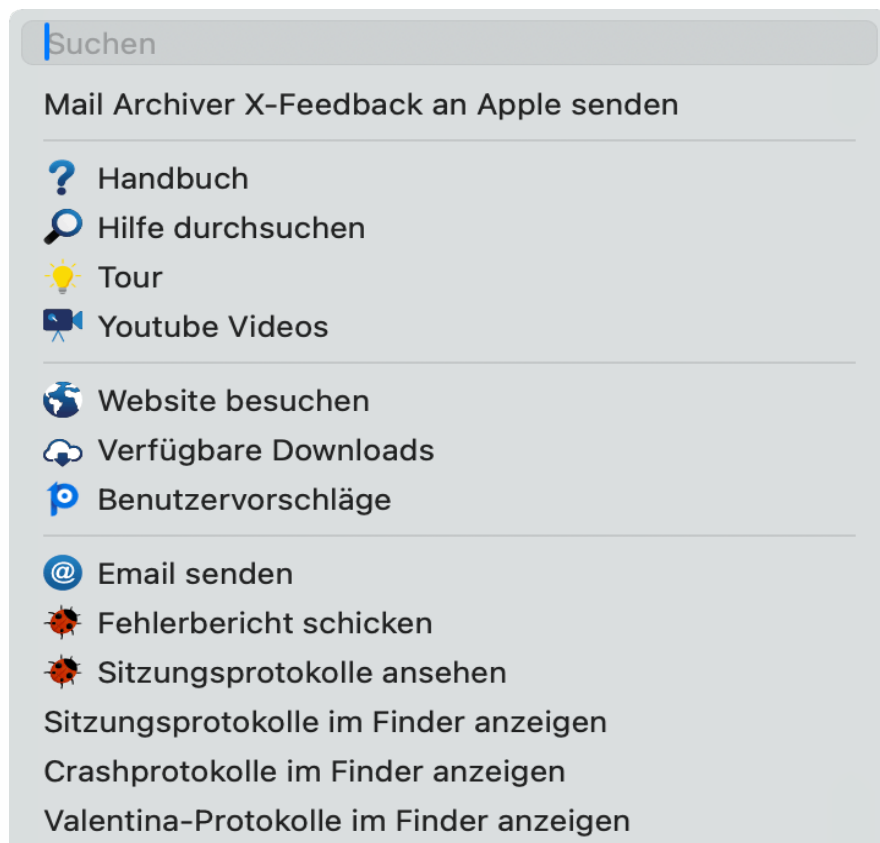 Suchen
Mail Archiver X-Feedback an Apple senden
Handbuch
Hilfe durchsuchen
Tour
Youtube Videos
Website besuchen
Verfügbare Downloads
Benutzervorschläge
Email senden
Fehlerbericht schicken
Sitzungsprotokolle ansehen
Sitzungsprotokolle im Finder anzeigen
Crashprotokolle im Finder anzeigen
Valentina-Protokolle im Finder anzeigen